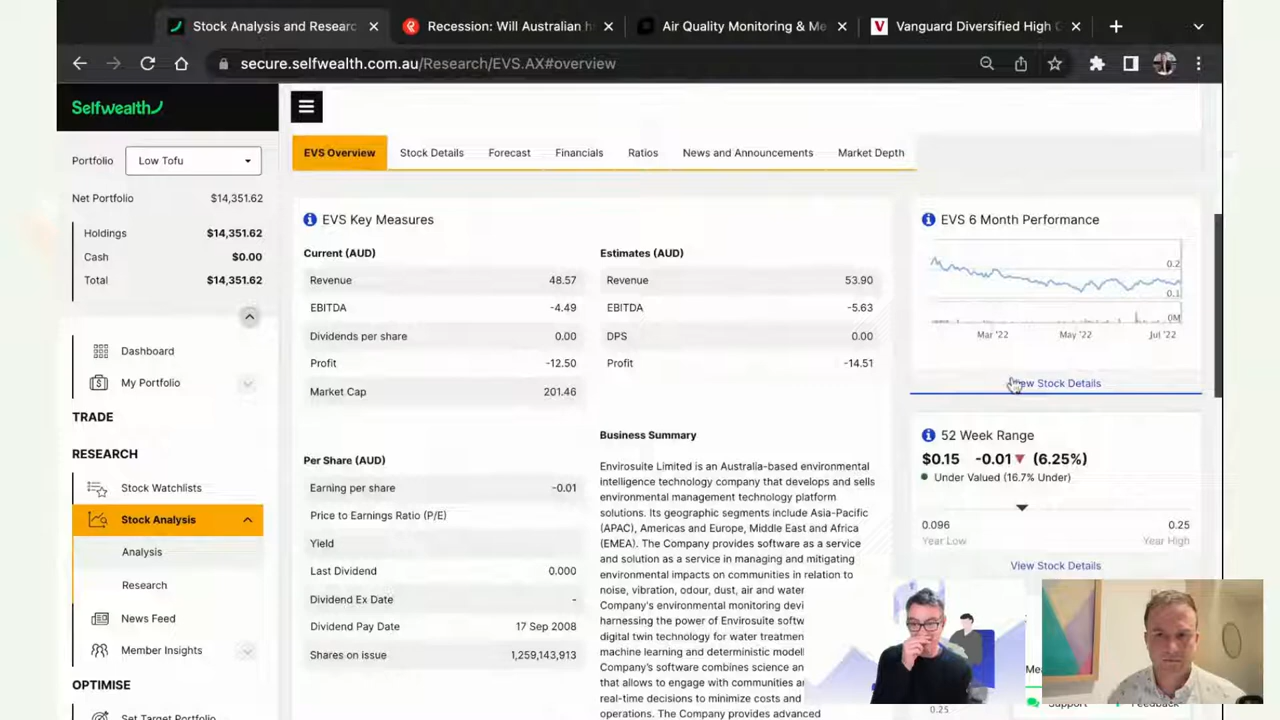 Stock Analysis and Researc
Recession: Will Australian h
Air Quality Monitoring & Me
Vanguard Diversified High
secure.selfwealth.com.au/Research/EVS.AX#overview
Selfwealth
Portfolio
Low Tofu
Net Portfolio $14,351.62
Holdings $14,351.62
Cash $0.00
Total $14,351.62
Dashboard
My Portfolio
TRADE
RESEARCH
Stock Watchlists
Stock Analysis
Analysis
Research
News Feed
Member Insights
OPTIMISE
Set Target Portfolio
EVS Overview
Stock Details
Forecast
Financials
Ratios
News and Announcements
Market Depth
EVS Key Measures
Current (AUD)
Revenue 48.57
EBITDA -4.49
Dividends per share 0.00
Profit -12.50
Market Cap 201.46
Per Share (AUD)
Earning per share -0.01
Price to Earnings Ratio (P/E)
Yield
Last Dividend 0.000
Dividend Ex Date -
Dividend Pay Date 17 Sep 2008
Shares on issue 1,259,143,913
Estimates (AUD)
Revenue 53.90
EBITDA -5.63
DPS 0.00
Profit -14.51
Business Summary
Envirosuite Limited is an Australia-based environmental
intelligence technology company that develops and sells
environmental management technology platform
solutions. Its geographic segments include Asia-Pacific
(APAC), Americas and Europe, Middle East and Africa
(EMEA). The Company provides software as a service
and solution as a service in managing and mitigating
environmental impacts on communities in relation to
noise, vibration, odour, dust, air and water
Company's environmental monitoring devi
harnessing the power of Envirosuite softw
digital twin technology for water treatmen
machine learning and deterministic modell
Company's software combines science an
that allows to engage with communities a
real-time decisions to minimize costs and
operations. The Company provides advanced
EVS 6 Month Performance
0.2
0.1
0M
Mar '22 May '22 Jul '22
View Stock Details
52 Week Range
$0.15 -0.01 (6.25%)
Under Valued (16.7% Under)
0.096 0.25
Year Low Year High
View Stock Details
Me
Support Feedback
0.25